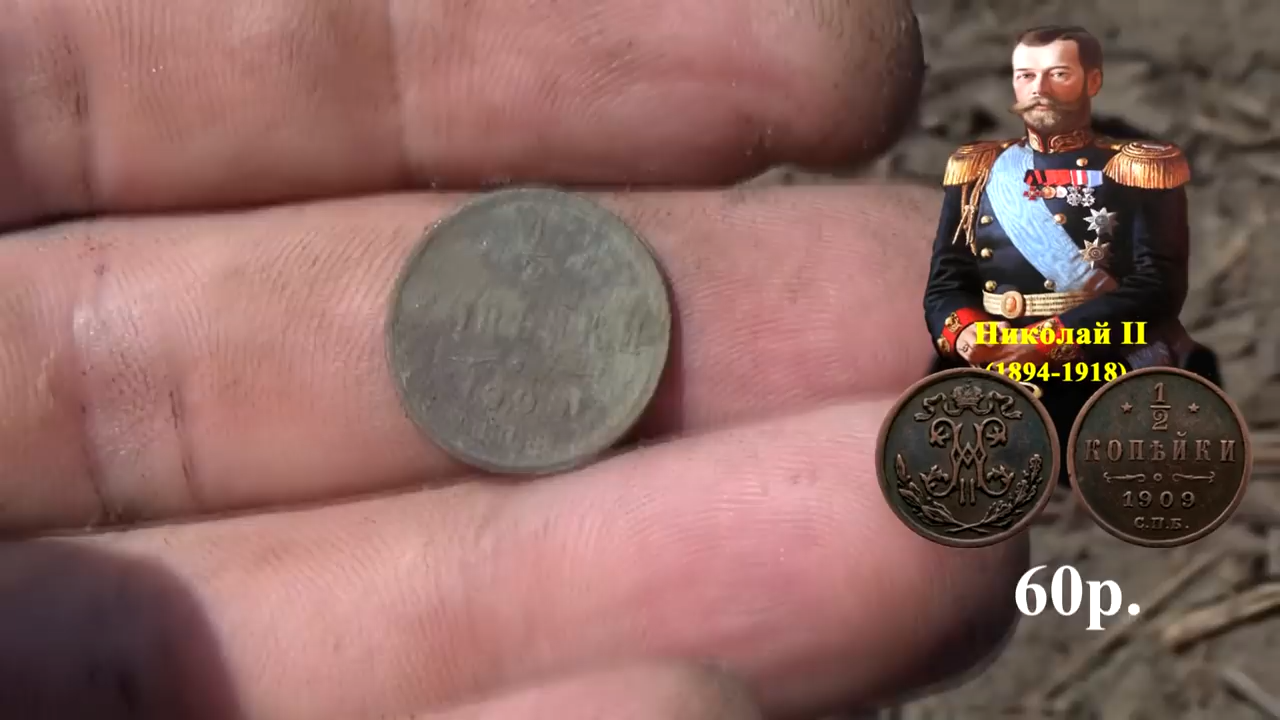 Николай II
(1894-1918)
1
2
КОПѢЙКИ
1909
С.П.Б.
60р.